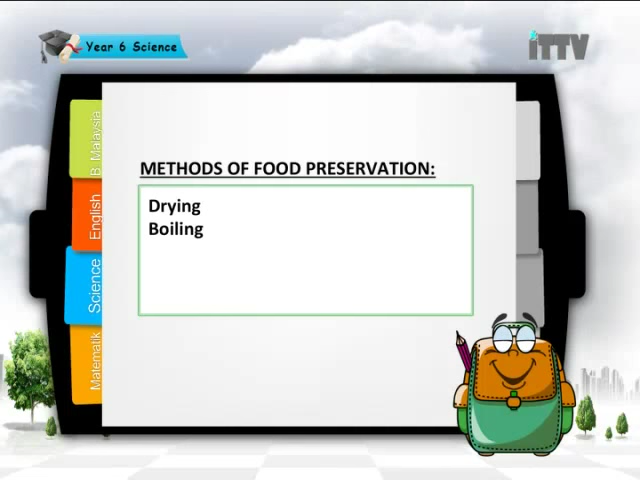 Year 6 Science
iTTV
B. Malaysia
English
Science
Matematik
METHODS OF FOOD PRESERVATION:
Drying
Boiling